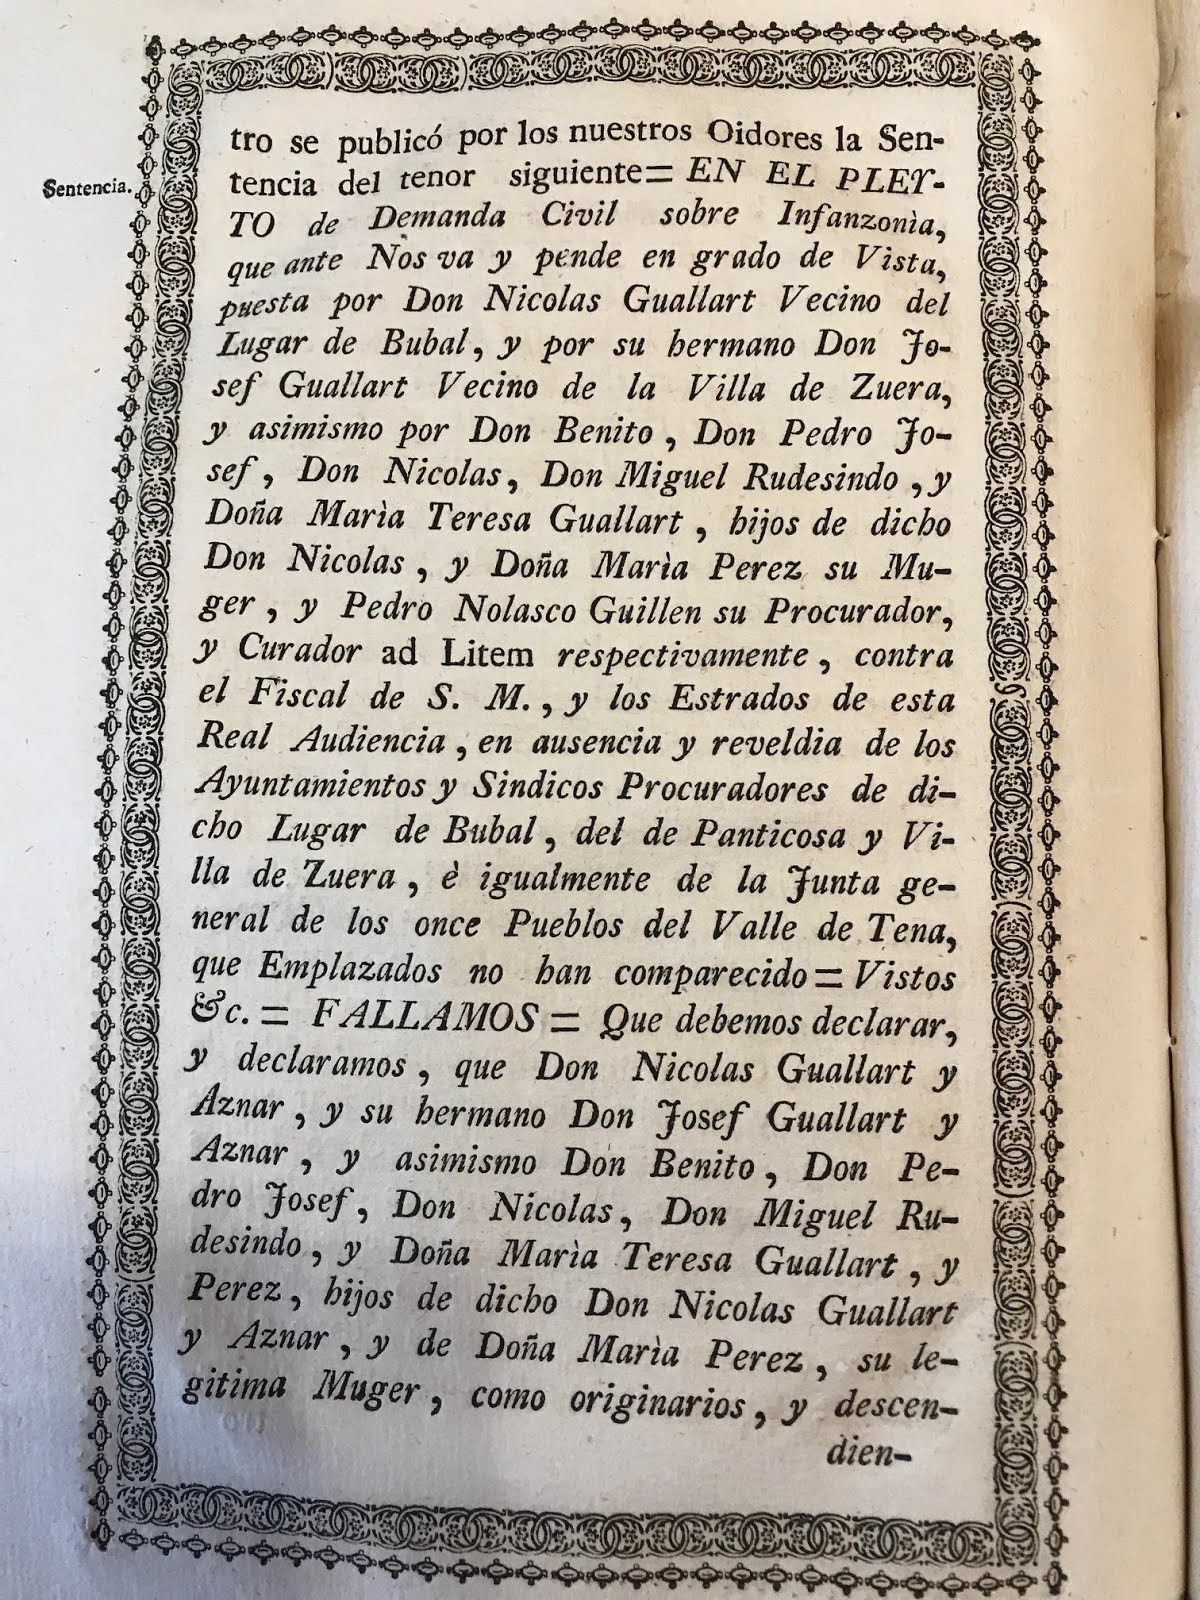 tro se publicó por los nuestros Oidores la Sen-
Sentencia.
tencia del tenor siguiente= EN EL PLEY-
TO de Demanda Civil sobre Infanzonìa,
que ante Nòs va y pende en grado de Vista,
puesta por Don Nicolas Guallart Vecino del
Lugar de Bubal, y por su hermano Don Jo-
sef Guallart Vecino de la Villa de Zuera,
y asimismo por Don Benito, Don Pedro Jo-
sef, Don Nicolas, Don Miguel Rudesindo, y
Doña Marìa Teresa Guallart, hijos de dicho
Don Nicolas, y Doña Marìa Perez su Mu-
ger, y Pedro Nolasco Guillen su Procurador,
y Curador ad Litem respectivamente, contra
el Fiscal de S. M., y los Estrados de esta
Real Audiencia, en ausencia y reveldia de los
Ayuntamientos y Sindicos Procuradores de di-
cho Lugar de Bubal, del de Panticosa y Vi-
lla de Zuera, è igualmente de la Junta ge-
neral de los once Pueblos del Valle de Tena,
que Emplazados no han comparecido= Vistos
&c. = FALLAMOS = Que debemos declarar,
y declaramos, que Don Nicolas Guallart y
Aznar, y su hermano Don Josef Guallart y
Aznar, y asimismo Don Benito, Don Pe-
dro Josef, Don Nicolas, Don Miguel Ru-
desindo, y Doña Marìa Teresa Guallart, y
Perez, hijos de dicho Don Nicolas Guallart
y Aznar, y de Doña Marìa Perez, su le-
gitima Muger, como originarios, y descen-
dien-